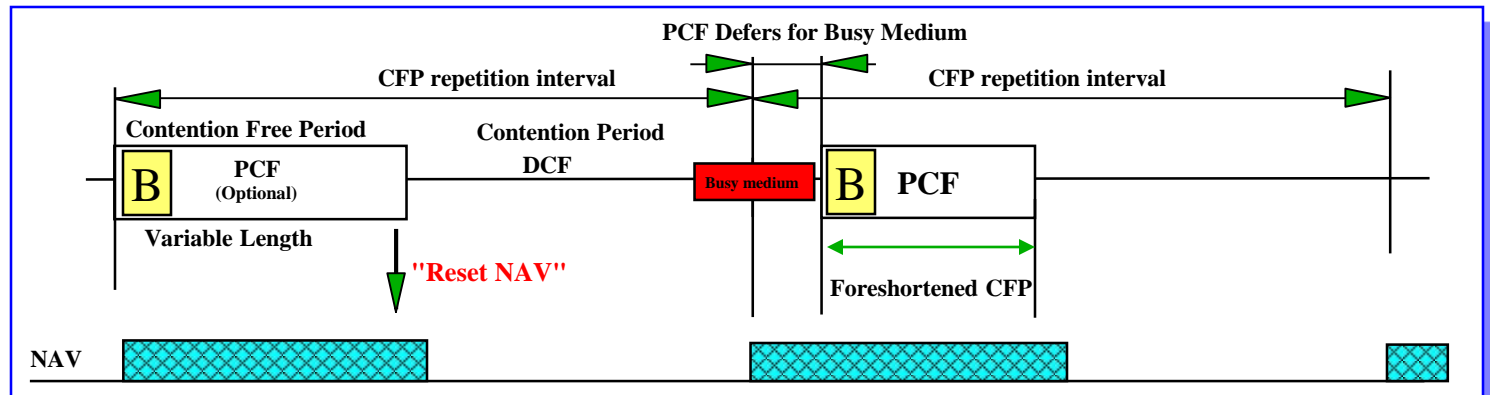 PCF Defers for Busy Medium
CFP repetition interval
CFP repetition interval
Contention Free Period
Contention Period
DCF
B
PCF
(Optional)
Busy medium
B
PCF
Variable Length
"Reset NAV"
Foreshortened CFP
NAV